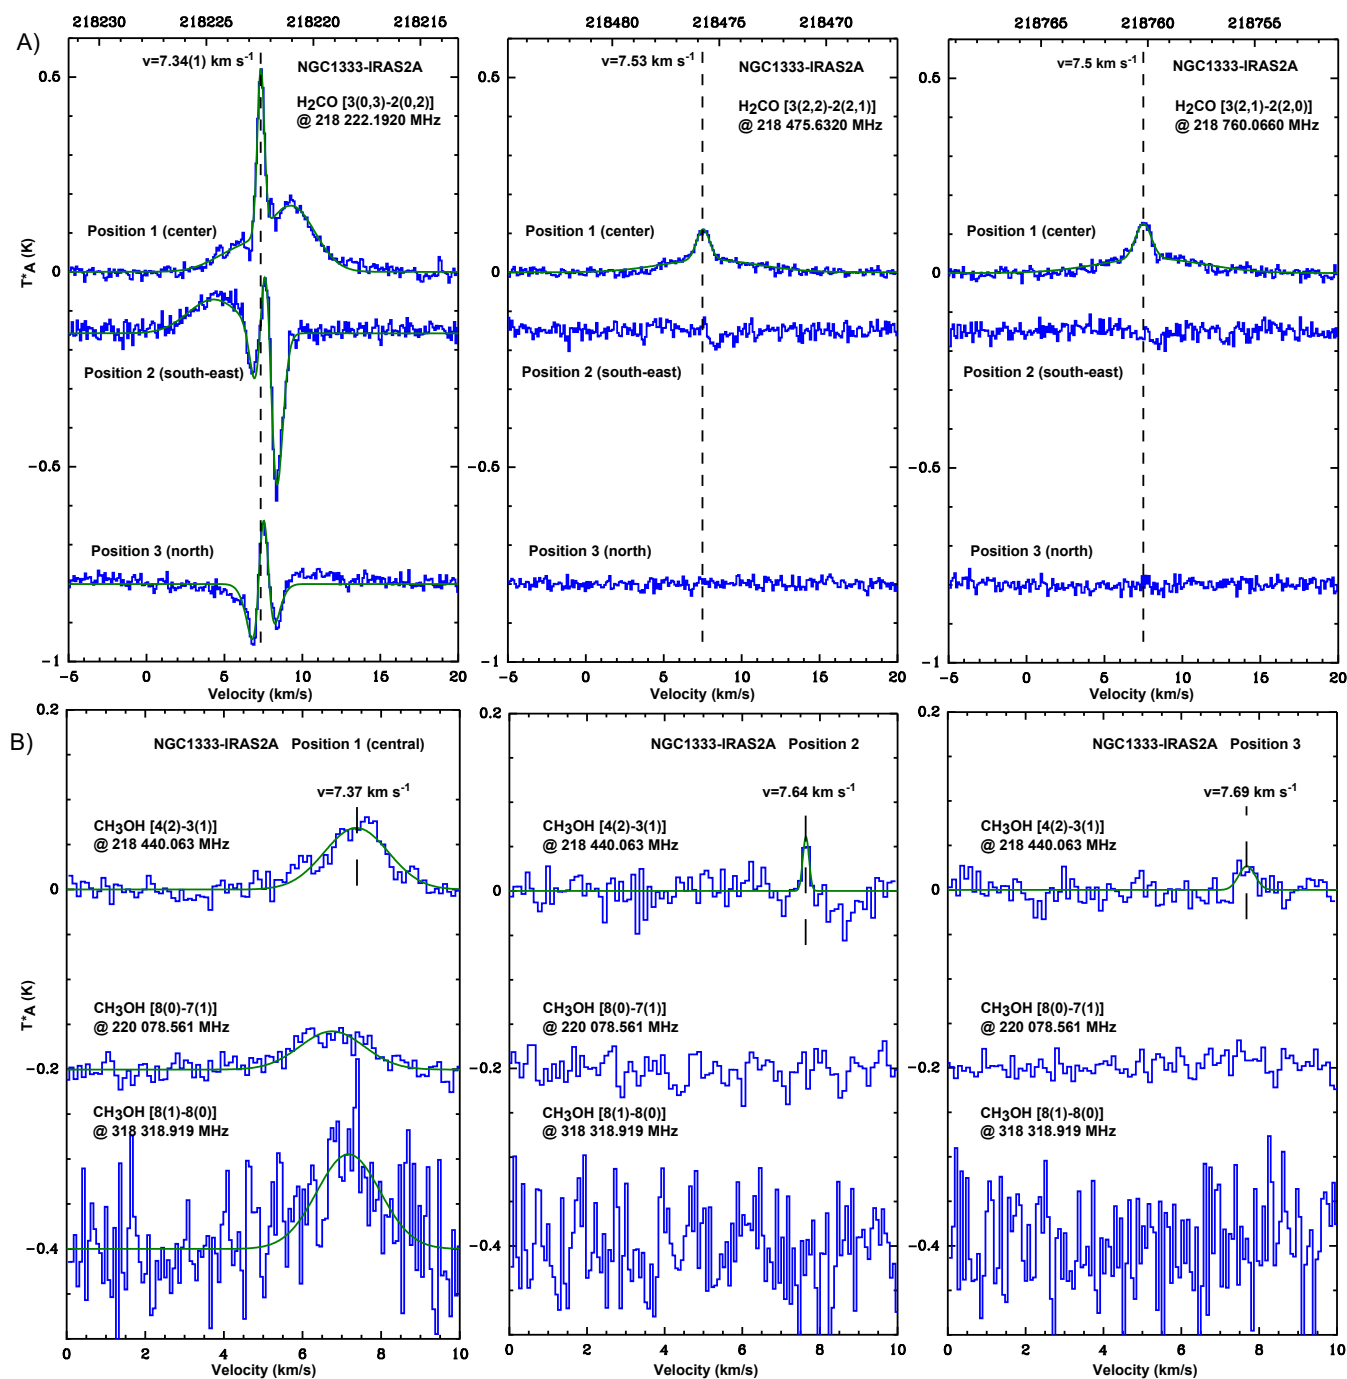 218230 218225 218220 218215
218480 218475 218470
218765 218760 218755
A)
v=7.34(1) km s⁻¹
NGC1333-IRAS2A
H₂CO [3(0,3)-2(0,2)]
@ 218 222.1920 MHz
Position 1 (center)
Position 2 (south-east)
Position 3 (north)
0.5
0
−0.5
−1
T*A (K)
−5 0 5 10 15 20
Velocity (km/s)
v=7.53 km s⁻¹
NGC1333-IRAS2A
H₂CO [3(2,2)-2(2,1)]
@ 218 475.6320 MHz
Position 1 (center)
Position 2 (south-east)
Position 3 (north)
0.5
0
−0.5
−1
−5 0 5 10 15 20
Velocity (km/s)
v=7.5 km s⁻¹
NGC1333-IRAS2A
H₂CO [3(2,1)-2(2,0)]
@ 218 760.0660 MHz
Position 1 (center)
Position 2 (south-east)
Position 3 (north)
0.5
0
−0.5
−1
−5 0 5 10 15 20
Velocity (km/s)
B)
NGC1333-IRAS2A Position 1 (central)
v=7.37 km s⁻¹
CH₃OH [4(2)-3(1)]
@ 218 440.063 MHz
CH₃OH [8(0)-7(1)]
@ 220 078.561 MHz
CH₃OH [8(1)-8(0)]
@ 318 318.919 MHz
0.2
0
−0.2
−0.4
T*A (K)
0 2 4 6 8 10
Velocity (km/s)
NGC1333-IRAS2A Position 2
v=7.64 km s⁻¹
CH₃OH [4(2)-3(1)]
@ 218 440.063 MHz
CH₃OH [8(0)-7(1)]
@ 220 078.561 MHz
CH₃OH [8(1)-8(0)]
@ 318 318.919 MHz
0.2
0
−0.2
−0.4
0 2 4 6 8 10
Velocity (km/s)
NGC1333-IRAS2A Position 3
v=7.69 km s⁻¹
CH₃OH [4(2)-3(1)]
@ 218 440.063 MHz
CH₃OH [8(0)-7(1)]
@ 220 078.561 MHz
CH₃OH [8(1)-8(0)]
@ 318 318.919 MHz
0.2
0
−0.2
−0.4
0 2 4 6 8 10
Velocity (km/s)